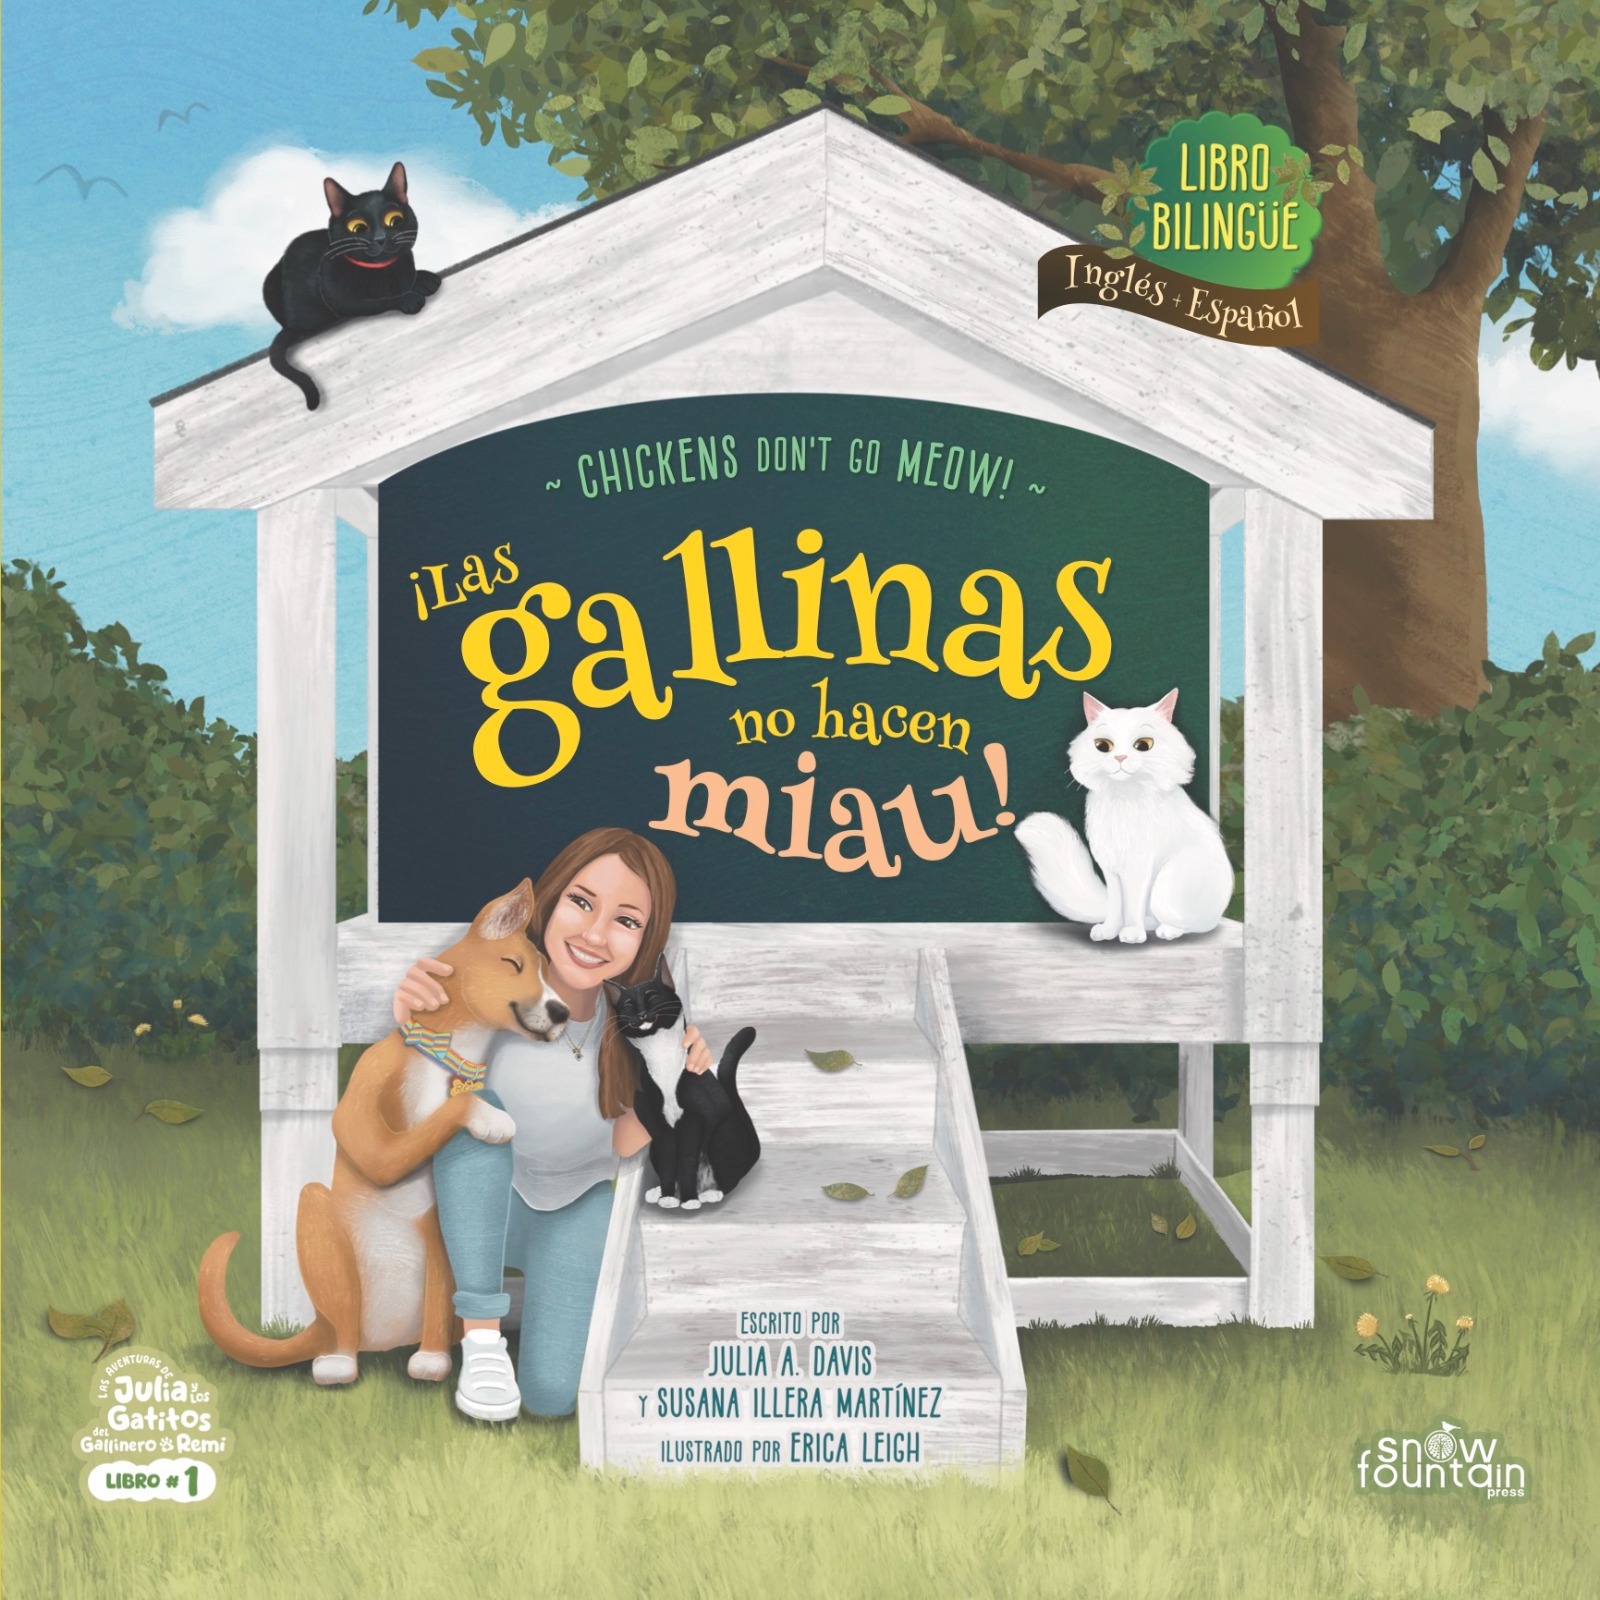 LIBRO
BILINGÜE
Inglés + Español
~ CHICKENS DON'T GO MEOW! ~
¡Las
gallinas
no hacen
miau!
ESCRITO POR
JULIA A. DAVIS
Y SUSANA ILLERA MARTÍNEZ
ILUSTRADO POR ERICA LEIGH
LAS AVENTURAS DE
Julia y los
Gatitos
del
Gallinero Remi
LIBRO # 1
snow
fountain
press